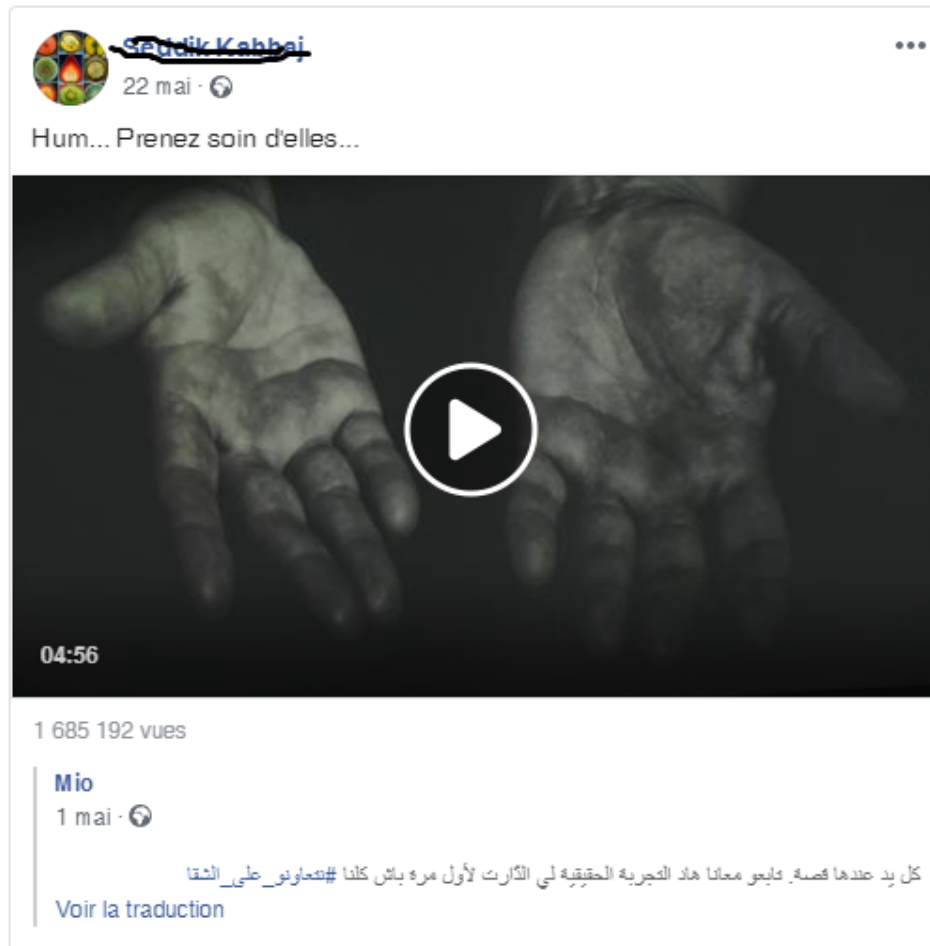 22 mai ·
Hum... Prenez soin d'elles...
04:56
1 685 192 vues
Mio
1 mai ·
كل يد عندها قصة. تابعو معانا هاد التجربة الحقيقية لي الدّارت لأول مرة باش كلنا #نتعاونو_على_الشقا
Voir la traduction